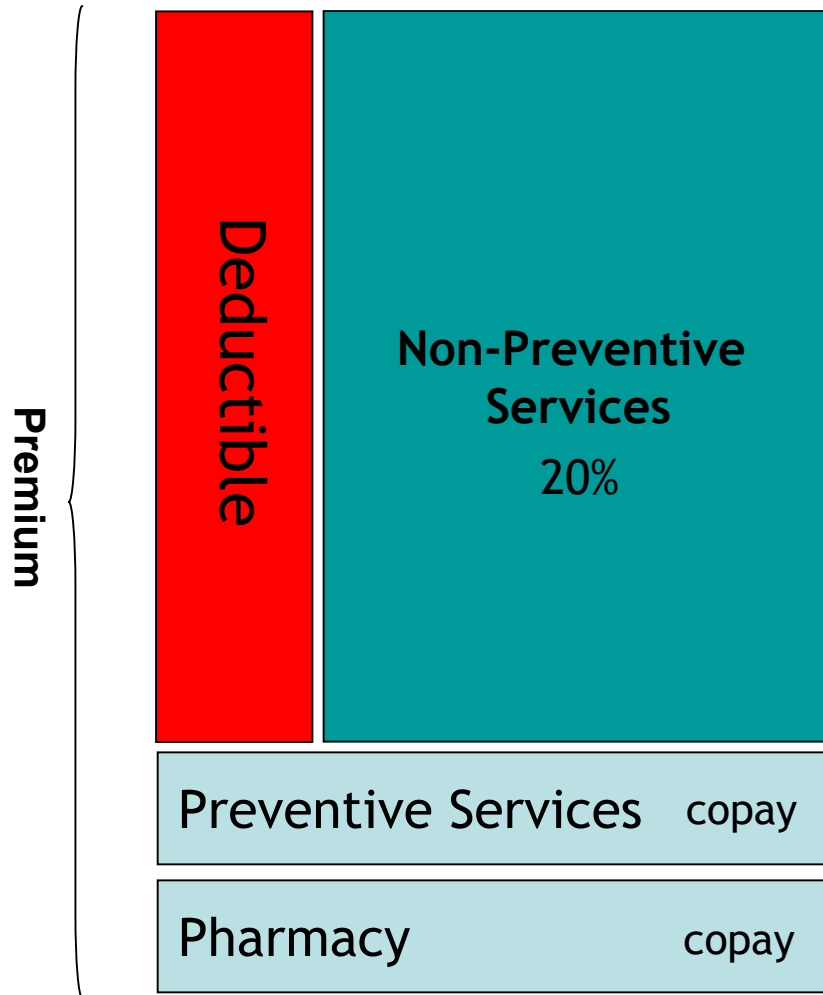 Premium
Deductible
Non-Preventive
Services
20%
Preventive Services copay
Pharmacy copay